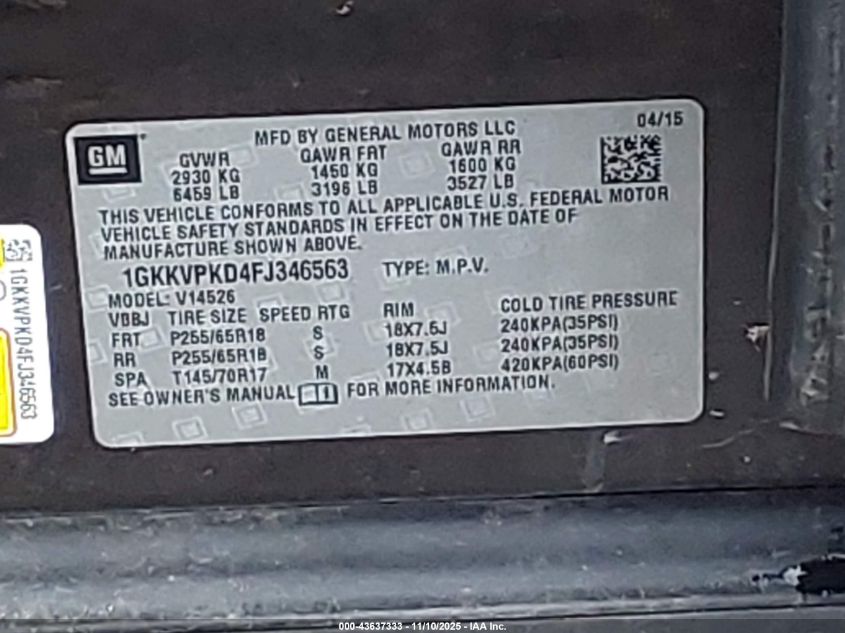 GM
MFD BY GENERAL MOTORS LLC
04/15
GVWR GAWR FRT GAWR RR
2930 KG 1450 KG 1600 KG
6459 LB 3196 LB 3527 LB
THIS VEHICLE CONFORMS TO ALL APPLICABLE U.S. FEDERAL MOTOR
VEHICLE SAFETY STANDARDS IN EFFECT ON THE DATE OF
MANUFACTURE SHOWN ABOVE.
1GKKVPKD4FJ346563 TYPE: M.P.V.
MODEL: V14526
VBBJ TIRE SIZE SPEED RTG RIM COLD TIRE PRESSURE
FRT P255/65R18 S 18X7.5J 240KPA(35PSI)
RR P255/65R18 S 18X7.5J 240KPA(35PSI)
SPA T145/70R17 M 17X4.5B 420KPA(60PSI)
SEE OWNER'S MANUAL FOR MORE INFORMATION.
1GKKVPKD4FJ346563
000-43637333 - 11/10/2025 - IAA Inc.